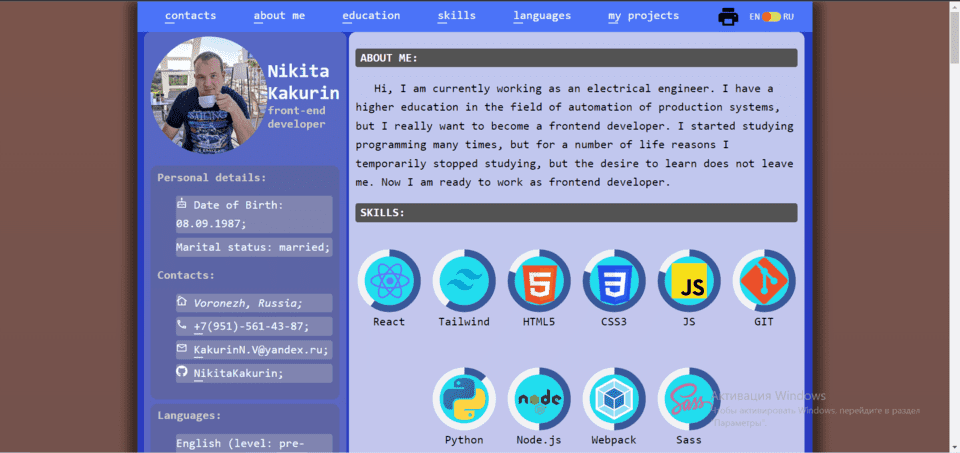 contacts about me education skills languages my projects EN RU
Nikita
Kakurin
front-end
developer
Personal details:
Date of Birth:
08.09.1987;
Marital status: married;
Contacts:
Voronezh, Russia;
+7(951)-561-43-87;
KakurinN.V@yandex.ru;
NikitaKakurin;
Languages:
English (level: pre-
ABOUT ME:
Hi, I am currently working as an electrical engineer. I have a
higher education in the field of automation of production systems,
but I really want to become a frontend developer. I started studying
programming many times, but for a number of life reasons I
temporarily stopped studying, but the desire to learn does not leave
me. Now I am ready to work as frontend developer.
SKILLS:
JS
React Tailwind HTML5 CSS3 JS GIT
node
JS
Sass
Python Node.js Webpack Sass
Активация Windows
Чтобы активировать Windows, перейдите в раздел
"Параметры".